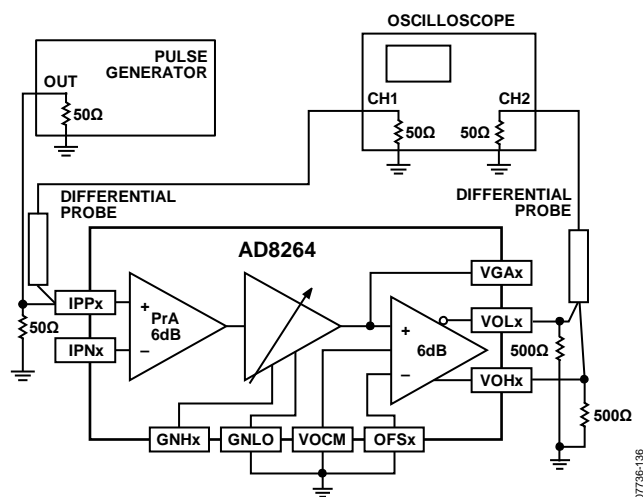 OSCILLOSCOPE
PULSE
GENERATOR
OUT
50Ω
CH1
CH2
50Ω
50Ω
DIFFERENTIAL
PROBE
DIFFERENTIAL
PROBE
AD8264
VGAx
IPPx
+
PrA
6dB
–
+
6dB
–
VOLx
50Ω
IPNx
500Ω
VOHx
500Ω
GNHx
GNLO
VOCM
OFSx
07736-136